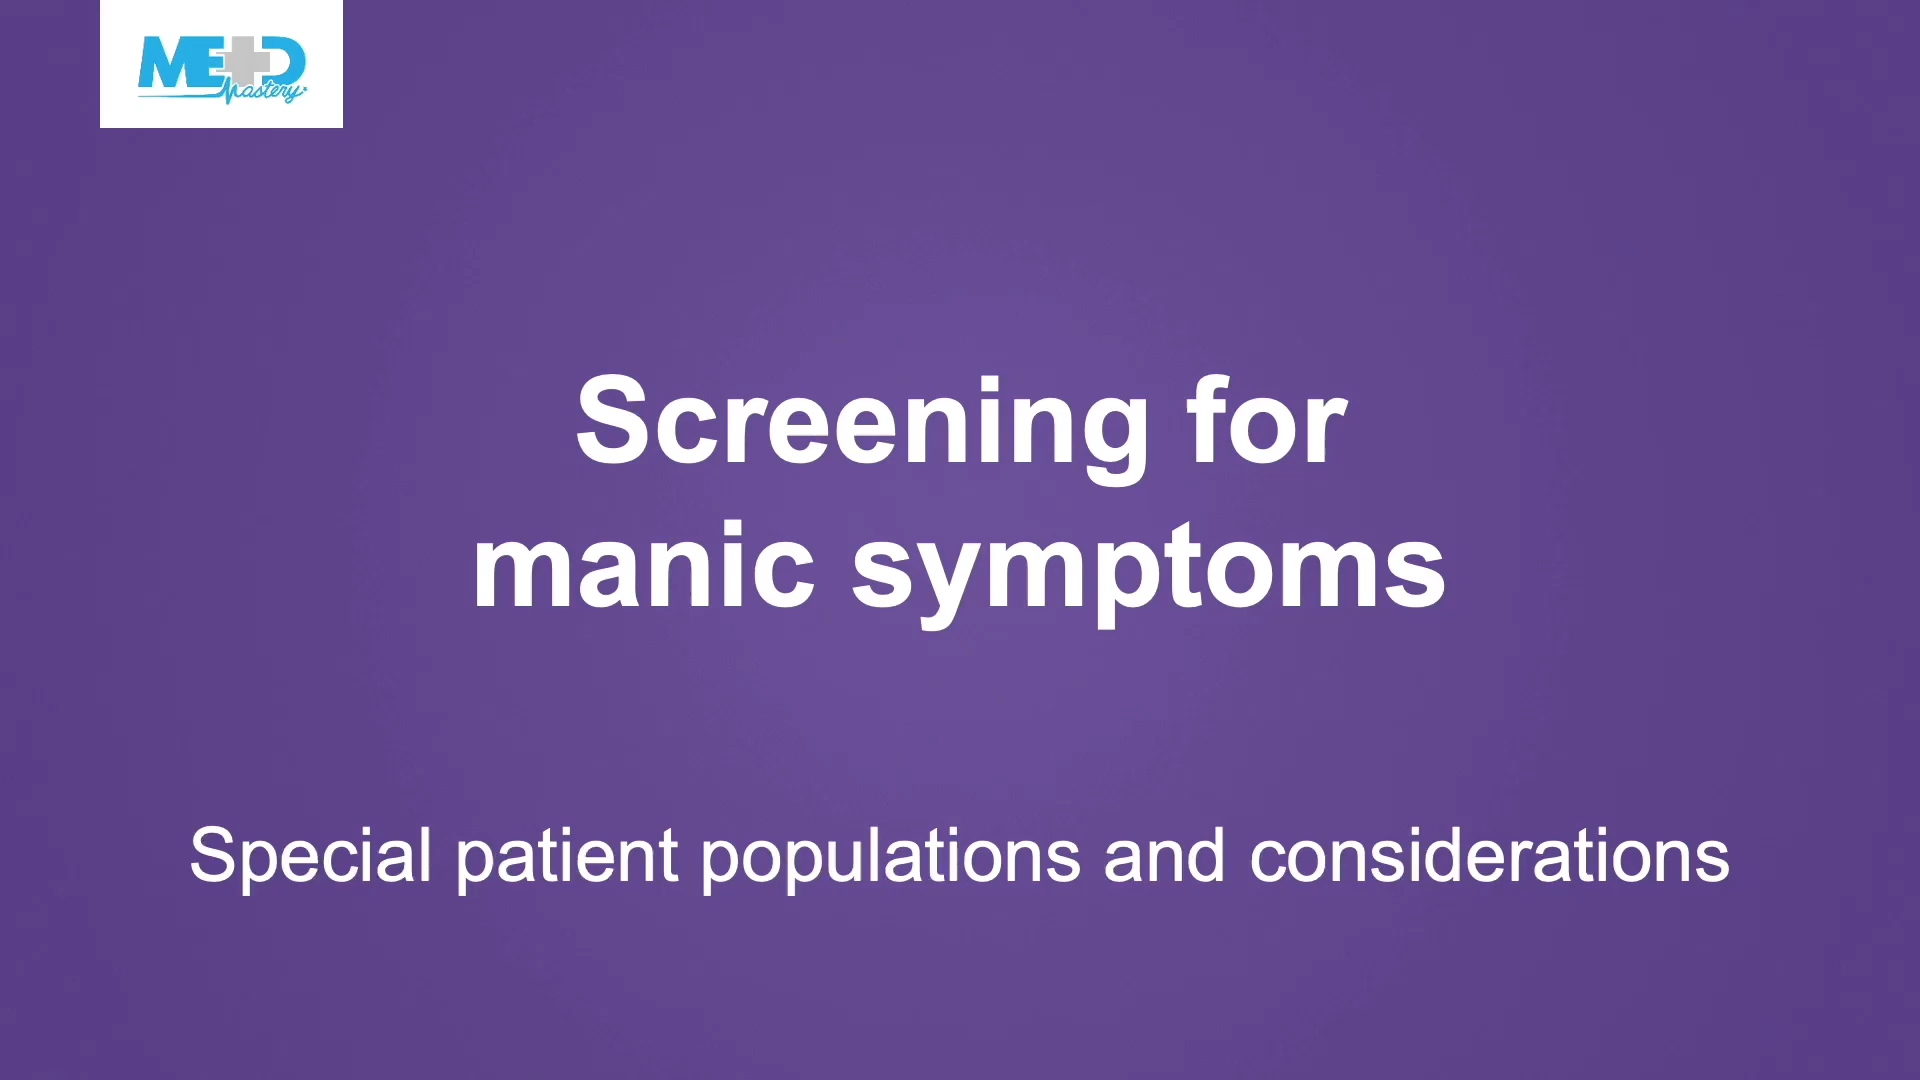 MED
Mastery
Screening for
manic symptoms
Special patient populations and considerations